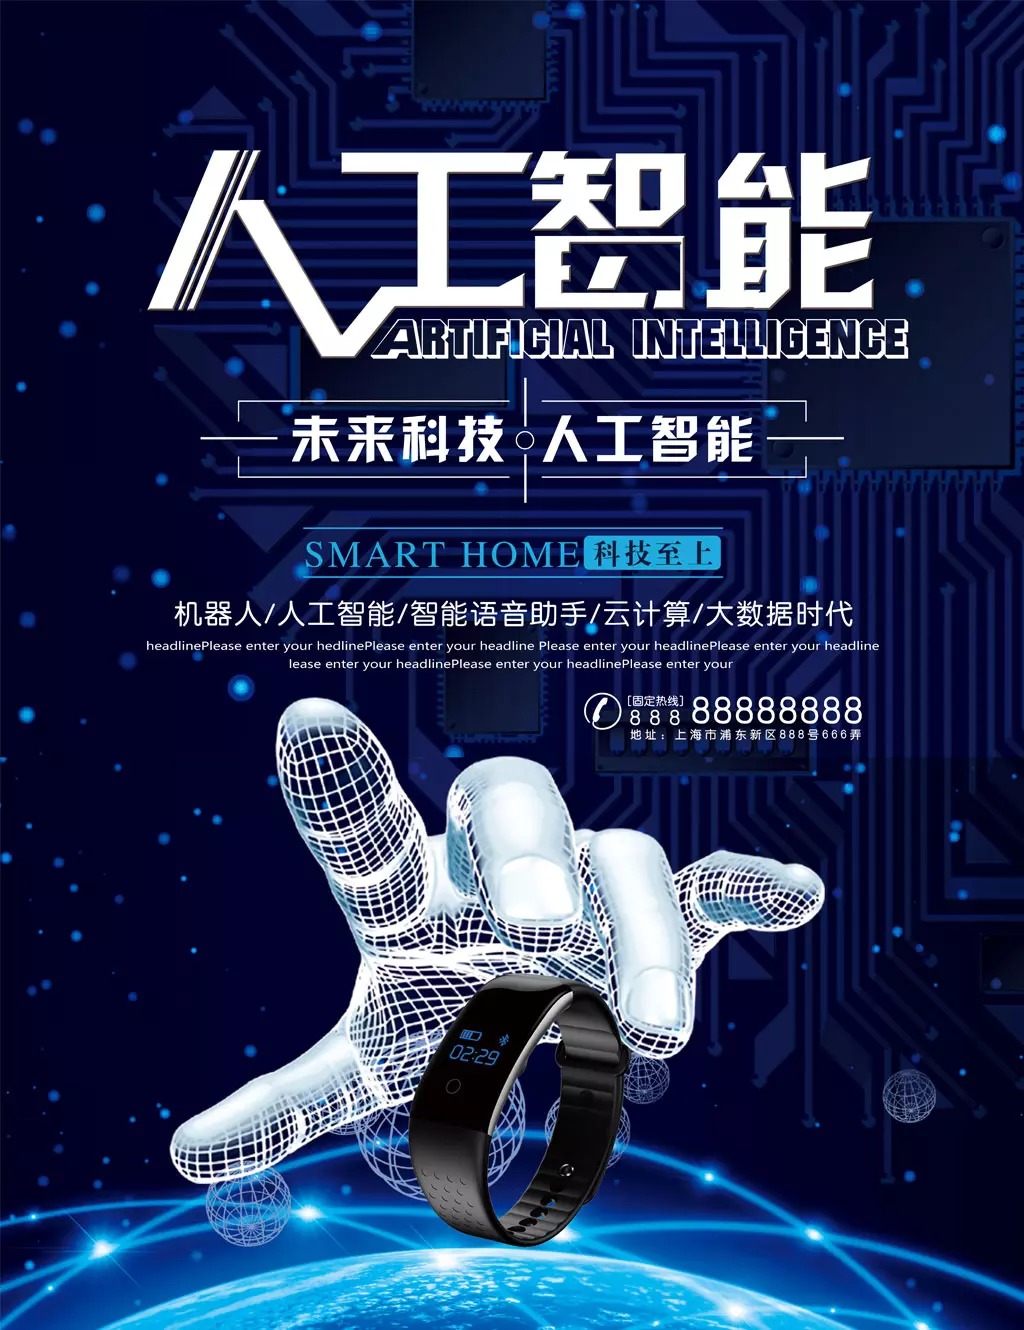 人工智能
ARTIFICIAL INTELLIGENCE
未来科技 人工智能
SMART HOME 科技至上
机器人/人工智能/智能语音助手/云计算/大数据时代
headlinePlease enter your hedlinePlease enter your headline Please enter your headlinePlease enter your headline
lease enter your headlinePlease enter your headlinePlease enter your
[固定热线]
888 88888888
地址：上海市浦东新区888号666弄
02:29